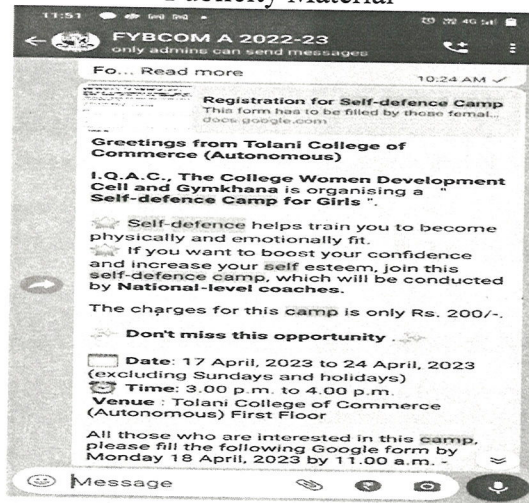 Publicity Material
11:51
4G
FYBCOM A 2022-23
only admins can send messages
Fo... Read more
10:24 AM
Registration for Self-defence Camp
This form has to be filled by those femal...
docs.google.com
Greetings from Tolani College of
Commerce (Autonomous)
I.Q.A.C., The College Women Development
Cell and Gymkhana is organising a "
Self-defence Camp for Girls ".
Self-defence helps train you to become
physically and emotionally fit.
If you want to boost your confidence
and increase your self esteem, join this
self-defence camp, which will be conducted
by National-level coaches.
The charges for this camp is only Rs. 200/-.
Don't miss this opportunity .
Date: 17 April, 2023 to 24 April, 2023
(excluding Sundays and holidays)
Time: 3.00 p.m. to 4.00 p.m.
Venue : Tolani College of Commerce
(Autonomous) First Floor
All those who are interested in this camp,
please fill the following Google form by
Monday 18 April, 2023 by 11.00 a.m. -
Message